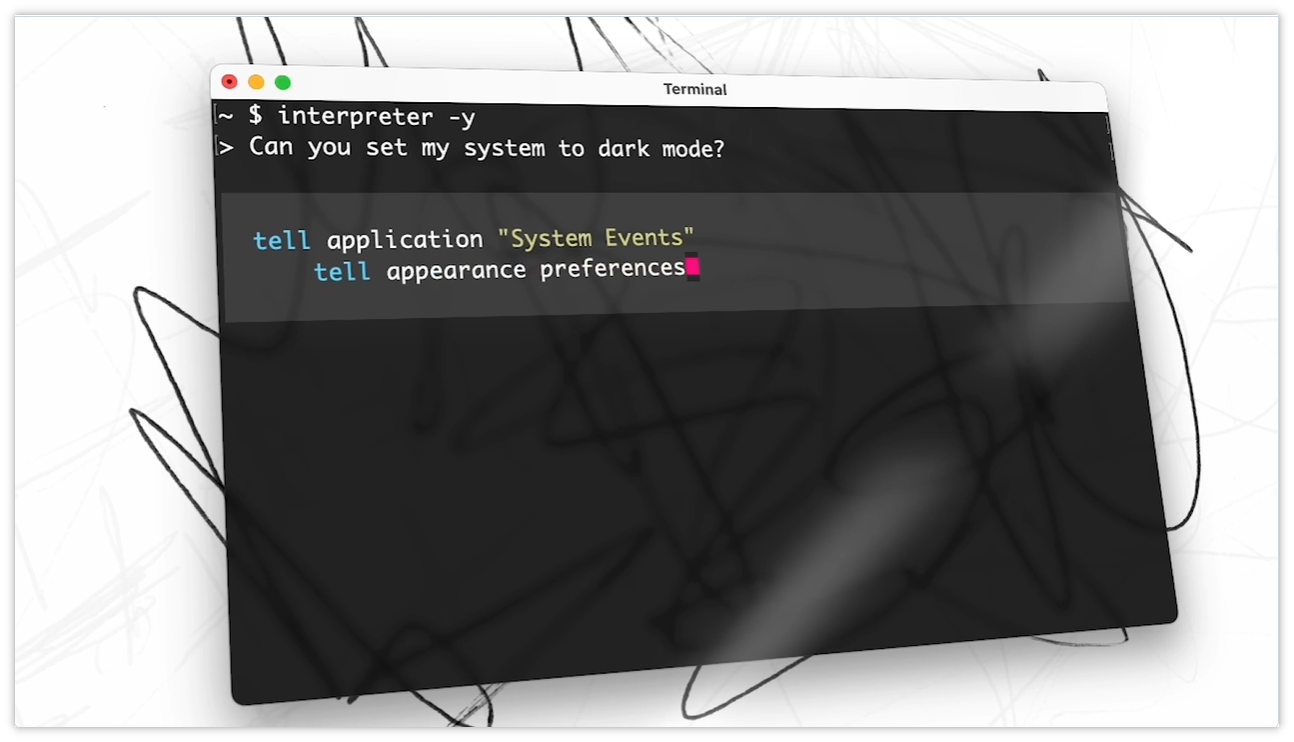 Terminal
~ $ interpreter -y
> Can you set my system to dark mode?
tell application "System Events"
tell appearance preferences